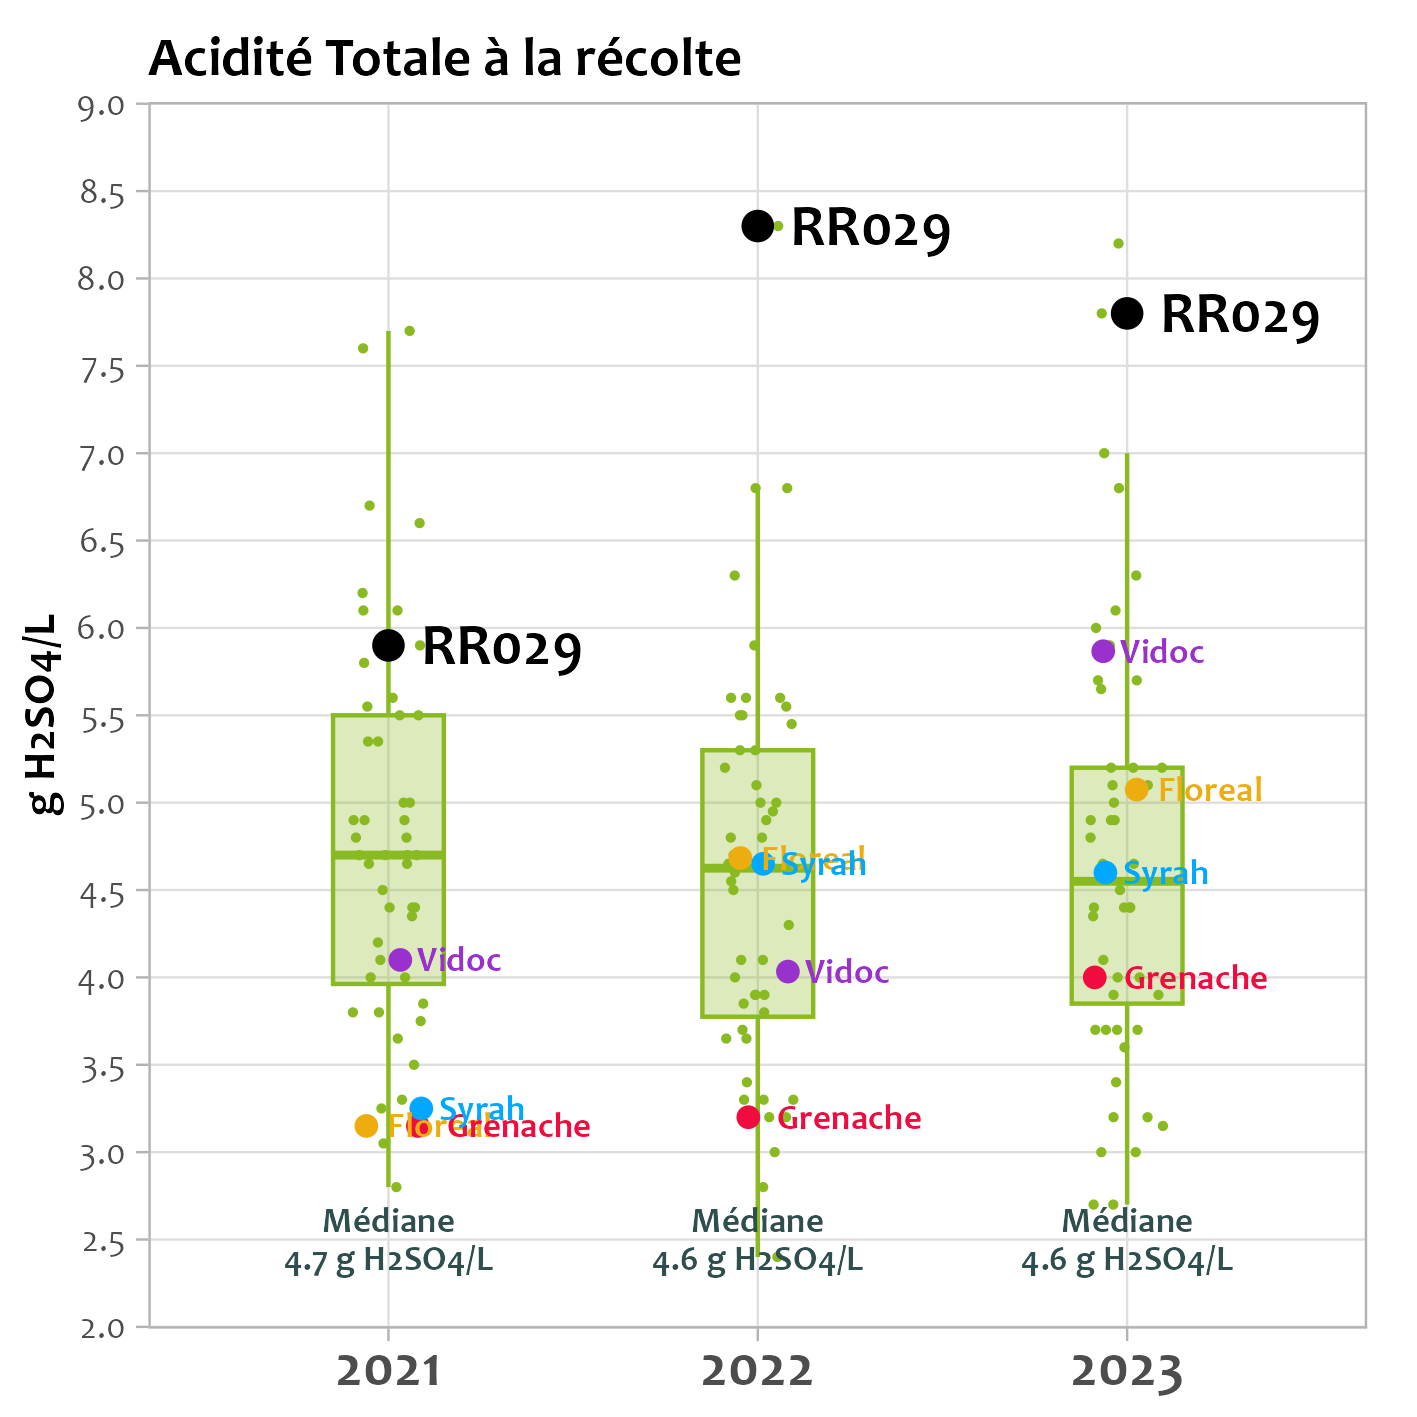 Acidité Totale à la récolte
g H2SO4/L
9.0
8.5
8.0
7.5
7.0
6.5
6.0
5.5
5.0
4.5
4.0
3.5
3.0
2.5
2.0
RR029
RR029
RR029
Vidoc
Floreal
Floreal
Syrah
Syrah
Vidoc
Vidoc
Grenache
Syrah
Floreal
Grenache
Grenache
Médiane
4.7 g H2SO4/L
Médiane
4.6 g H2SO4/L
Médiane
4.6 g H2SO4/L
2021
2022
2023